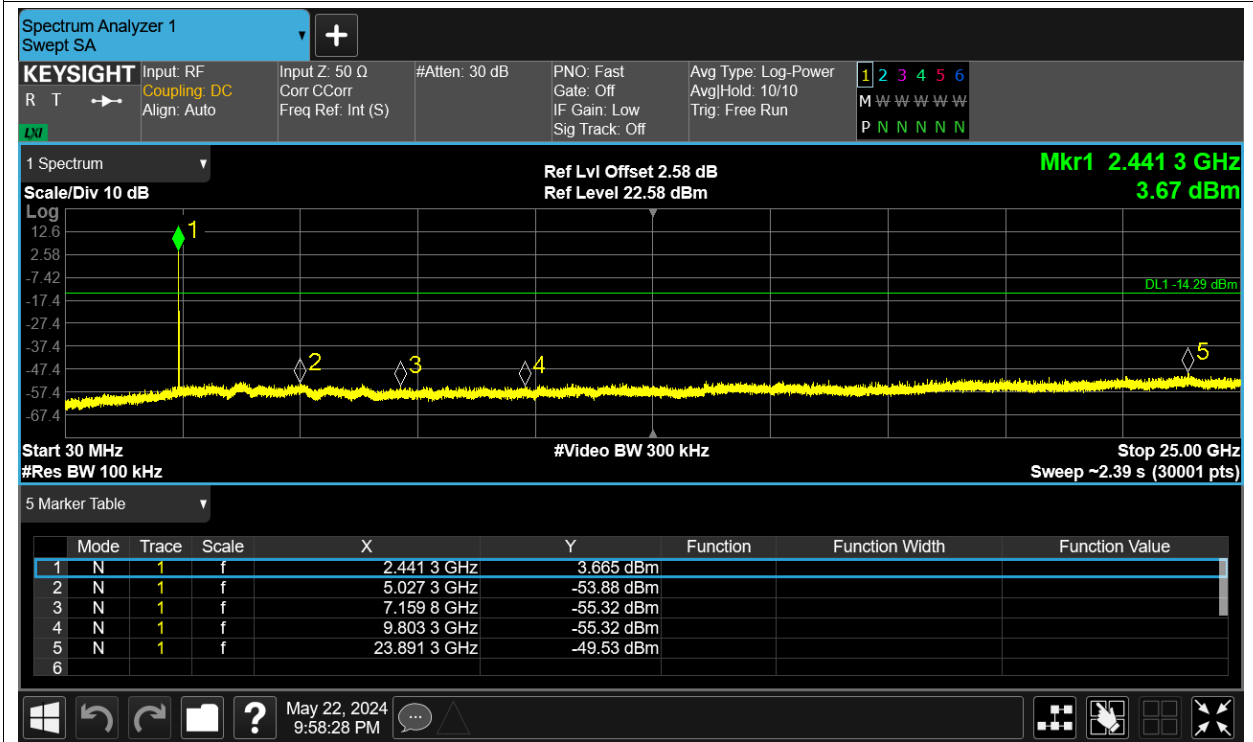 Spectrum Analyzer 1
Swept SA
KEYSIGHT
R T
LXI
Input: RF
Coupling: DC
Align: Auto
Input Z: 50 Ω
Corr CCorr
Freq Ref: Int (S)
#Atten: 30 dB
PNO: Fast
Gate: Off
IF Gain: Low
Sig Track: Off
Avg Type: Log-Power
Avg|Hold: 10/10
Trig: Free Run
1 2 3 4 5 6
M W W W W W
P N N N N N
1 Spectrum
Scale/Div 10 dB
Ref Lvl Offset 2.58 dB
Ref Level 22.58 dBm
Mkr1 2.441 3 GHz
3.67 dBm
Log
12.6
2.58
-7.42
-17.4
-27.4
-37.4
-47.4
-57.4
-67.4
1
DL1 -14.29 dBm
2
3
4
5
Start 30 MHz
#Res BW 100 kHz
#Video BW 300 kHz
Stop 25.00 GHz
Sweep ~2.39 s (30001 pts)
5 Marker Table
Mode Trace Scale X Y Function Function Width Function Value
1 N 1 f 2.441 3 GHz 3.665 dBm
2 N 1 f 5.027 3 GHz -53.88 dBm
3 N 1 f 7.159 8 GHz -55.32 dBm
4 N 1 f 9.803 3 GHz -55.32 dBm
5 N 1 f 23.891 3 GHz -49.53 dBm
6
?
May 22, 2024
9:58:28 PM